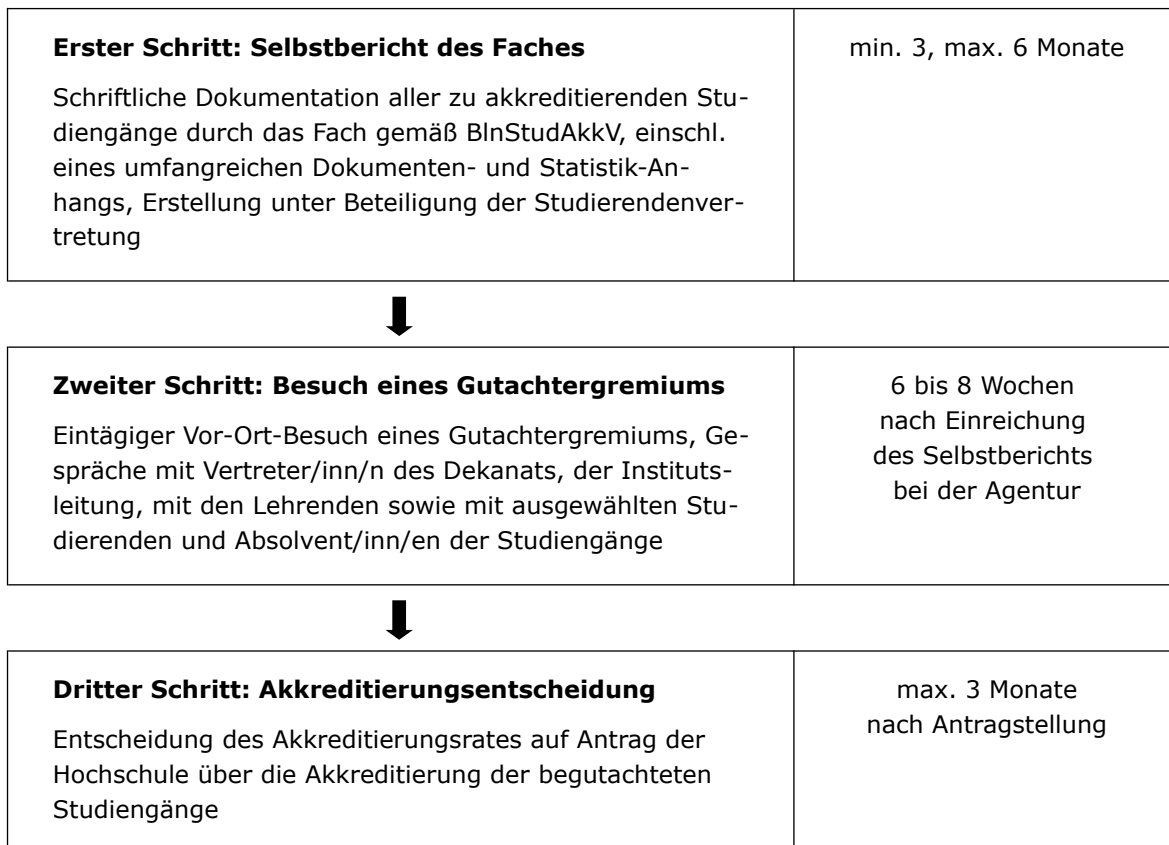 Erster Schritt: Selbstbericht des Faches
min. 3, max. 6 Monate
Schriftliche Dokumentation aller zu akkreditierenden Stu-
diengänge durch das Fach gemäß BlnStudAkkV, einschl.
eines umfangreichen Dokumenten- und Statistik-An-
hangs, Erstellung unter Beteiligung der Studierendenver-
tretung
Zweiter Schritt: Besuch eines Gutachtergremiums
Eintägiger Vor-Ort-Besuch eines Gutachtergremiums, Ge-
spräche mit Vertreter/inn/n des Dekanats, der Instituts-
leitung, mit den Lehrenden sowie mit ausgewählten Stu-
dierenden und Absolvent/inn/en der Studiengänge
6 bis 8 Wochen
nach Einreichung
des Selbstberichts
bei der Agentur
Dritter Schritt: Akkreditierungsentscheidung
Entscheidung des Akkreditierungsrates auf Antrag der
Hochschule über die Akkreditierung der begutachteten
Studiengänge
max. 3 Monate
nach Antragstellung